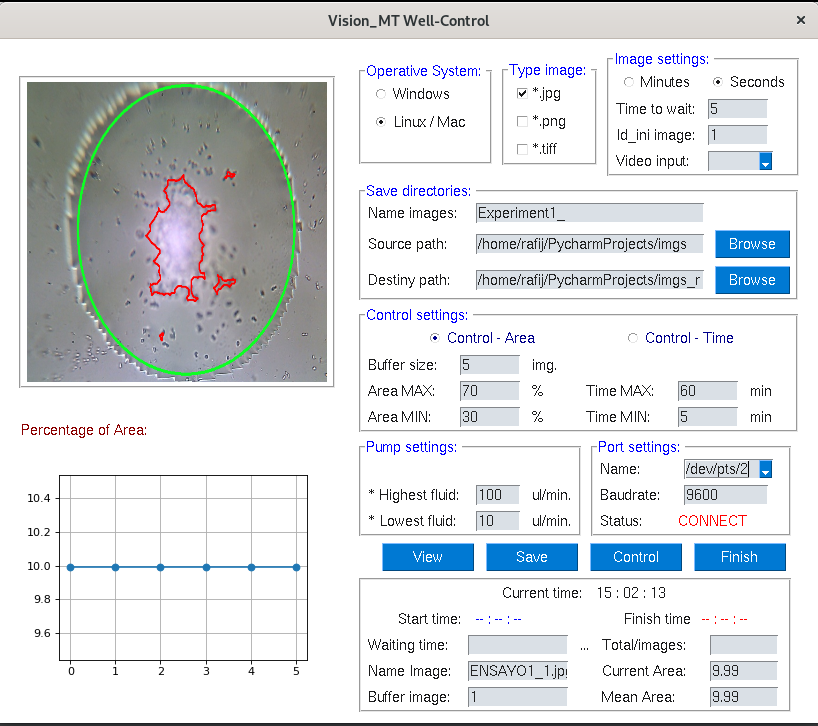 Vision_MT Well-Control
×
Operative System:
Windows
Linux / Mac
Type image:
*.jpg
*.png
*.tiff
Image settings:
Minutes Seconds
Time to wait: 5
Id_ini image: 1
Video input:
Save directories:
Name images: Experiment1_
Source path: /home/rafij/PycharmProjects/imgs Browse
Destiny path: /home/rafij/PycharmProjects/imgs_r Browse
Control settings:
Control - Area Control - Time
Buffer size: 5 img.
Area MAX: 70 % Time MAX: 60 min
Area MIN: 30 % Time MIN: 5 min
Percentage of Area:
10.4
10.2
10.0
9.8
9.6
0 1 2 3 4 5
Pump settings:
* Highest fluid: 100 ul/min.
* Lowest fluid: 10 ul/min.
Port settings:
Name: /dev/pts/2
Baudrate: 9600
Status: CONNECT
View Save Control Finish
Current time: 15 : 02 : 13
Start time: -- : -- : -- Finish time -- : -- : --
Waiting time: ... Total/images:
Name Image: ENSAYO1_1.jpg Current Area: 9.99
Buffer image: 1 Mean Area: 9.99